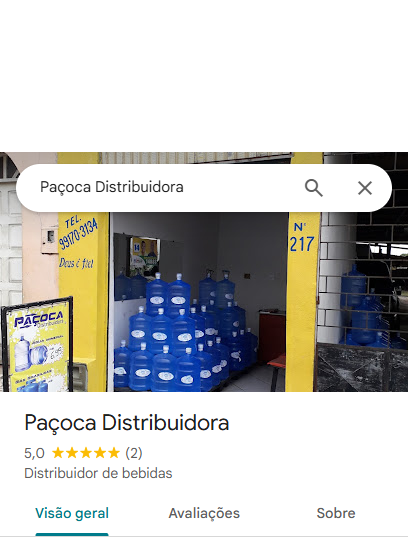 Paçoca Distribuidora
TEL.
99170-3134
Deus é fiel
N°
217
PAÇOCA
Paçoca Distribuidora
5,0 ★★★★★ (2)
Distribuidor de bebidas
Visão geral Avaliações Sobre